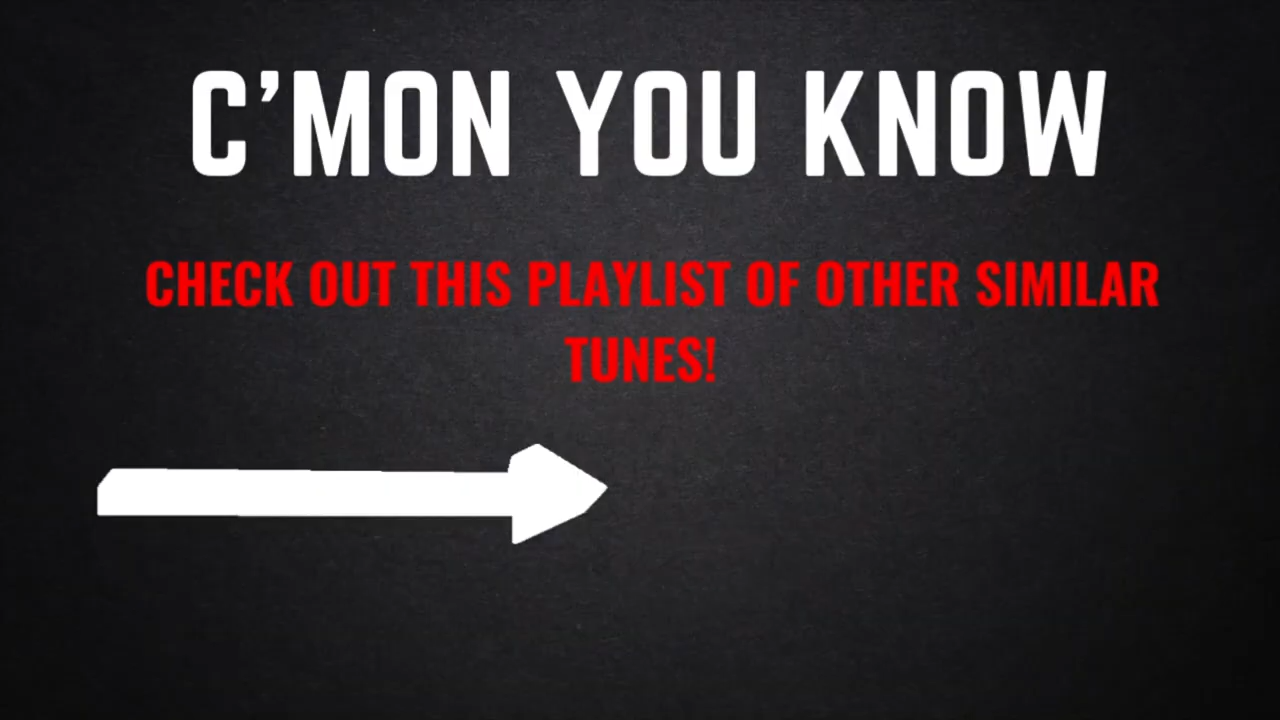 C’MON YOU KNOW
CHECK OUT THIS PLAYLIST OF OTHER SIMILAR
TUNES!